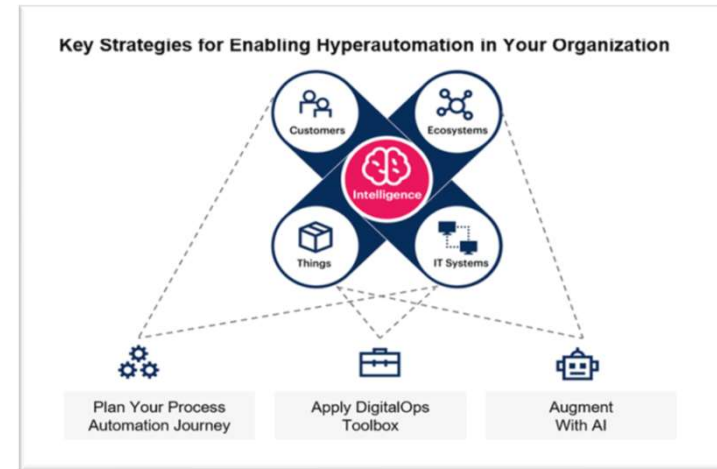 Key Strategies for Enabling Hyperautomation in Your Organization
Customers
Ecosystems
Intelligence
Things
IT Systems
Plan Your Process
Automation Journey
Apply DigitalOps
Toolbox
Augment
With AI